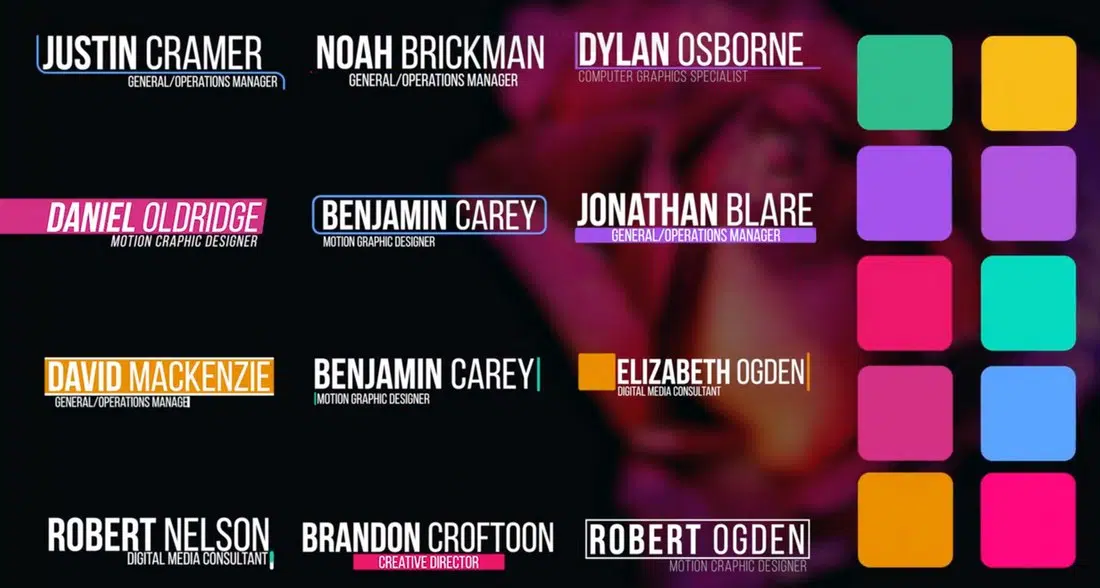 JUSTIN CRAMER
GENERAL/OPERATIONS MANAGER
NOAH BRICKMAN
GENERAL/OPERATIONS MANAGER
DYLAN OSBORNE
COMPUTER GRAPHICS SPECIALIST
DANIEL OLDRIDGE
MOTION GRAPHIC DESIGNER
BENJAMIN CAREY
MOTION GRAPHIC DESIGNER
JONATHAN BLARE
GENERAL/OPERATIONS MANAGER
DAVID MACKENZIE
GENERAL/OPERATIONS MANAGE
BENJAMIN CAREY
MOTION GRAPHIC DESIGNER
ELIZABETH OGDEN
DIGITAL MEDIA CONSULTANT
ROBERT NELSON
DIGITAL MEDIA CONSULTANT
BRANDON CROFTOON
CREATIVE DIRECTOR
ROBERT OGDEN
MOTION GRAPHIC DESIGNER